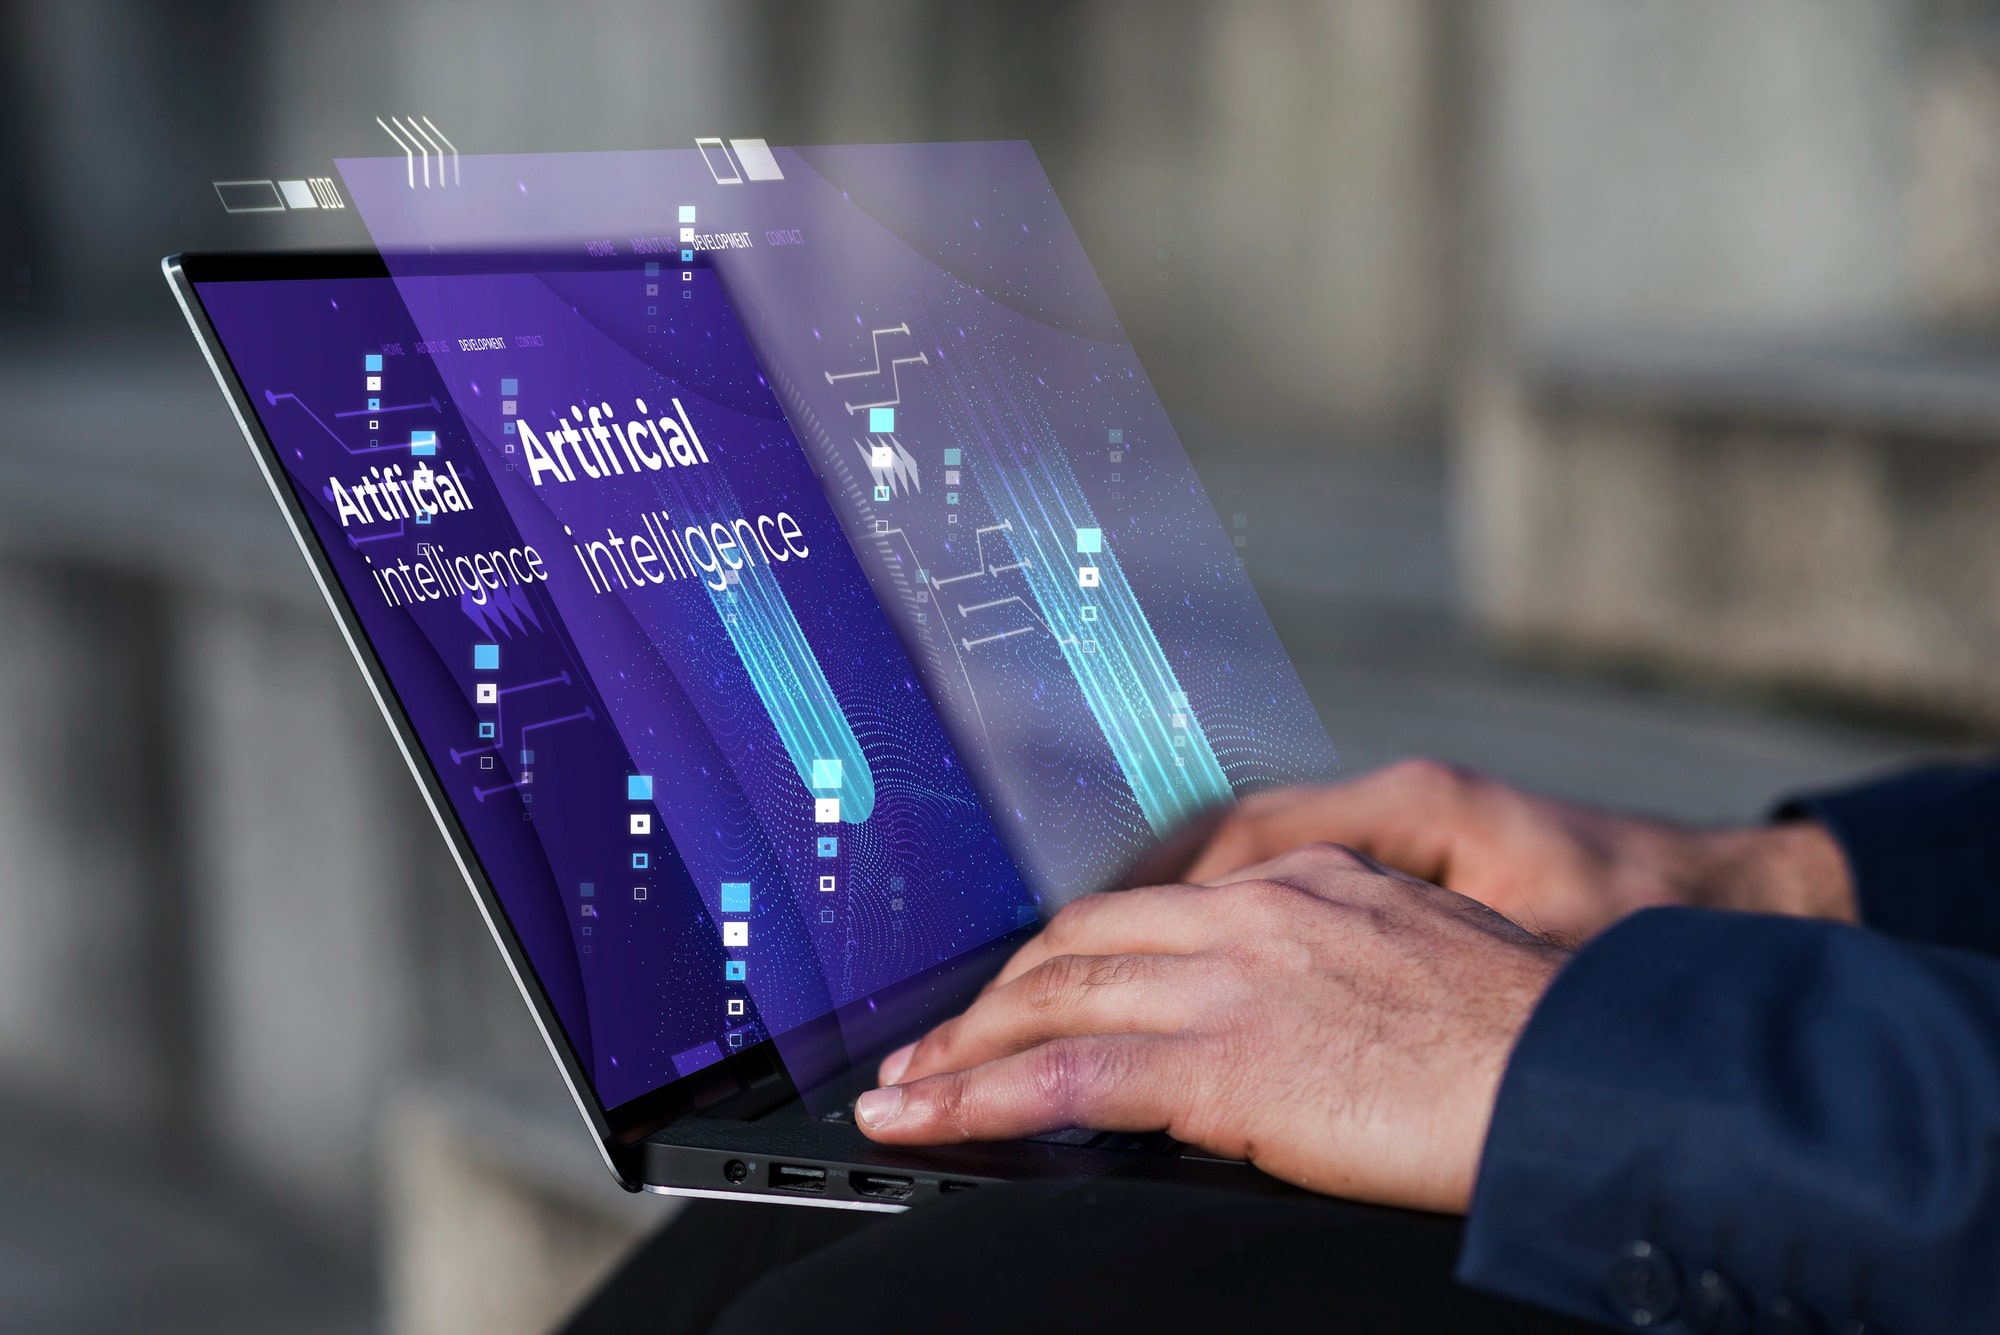 HOME ABOUT US DEVELOPMENT CONTACT
HOME ABOUT US DEVELOPMENT CONTACT
Artificial
intelligence
Artificial
intelligence